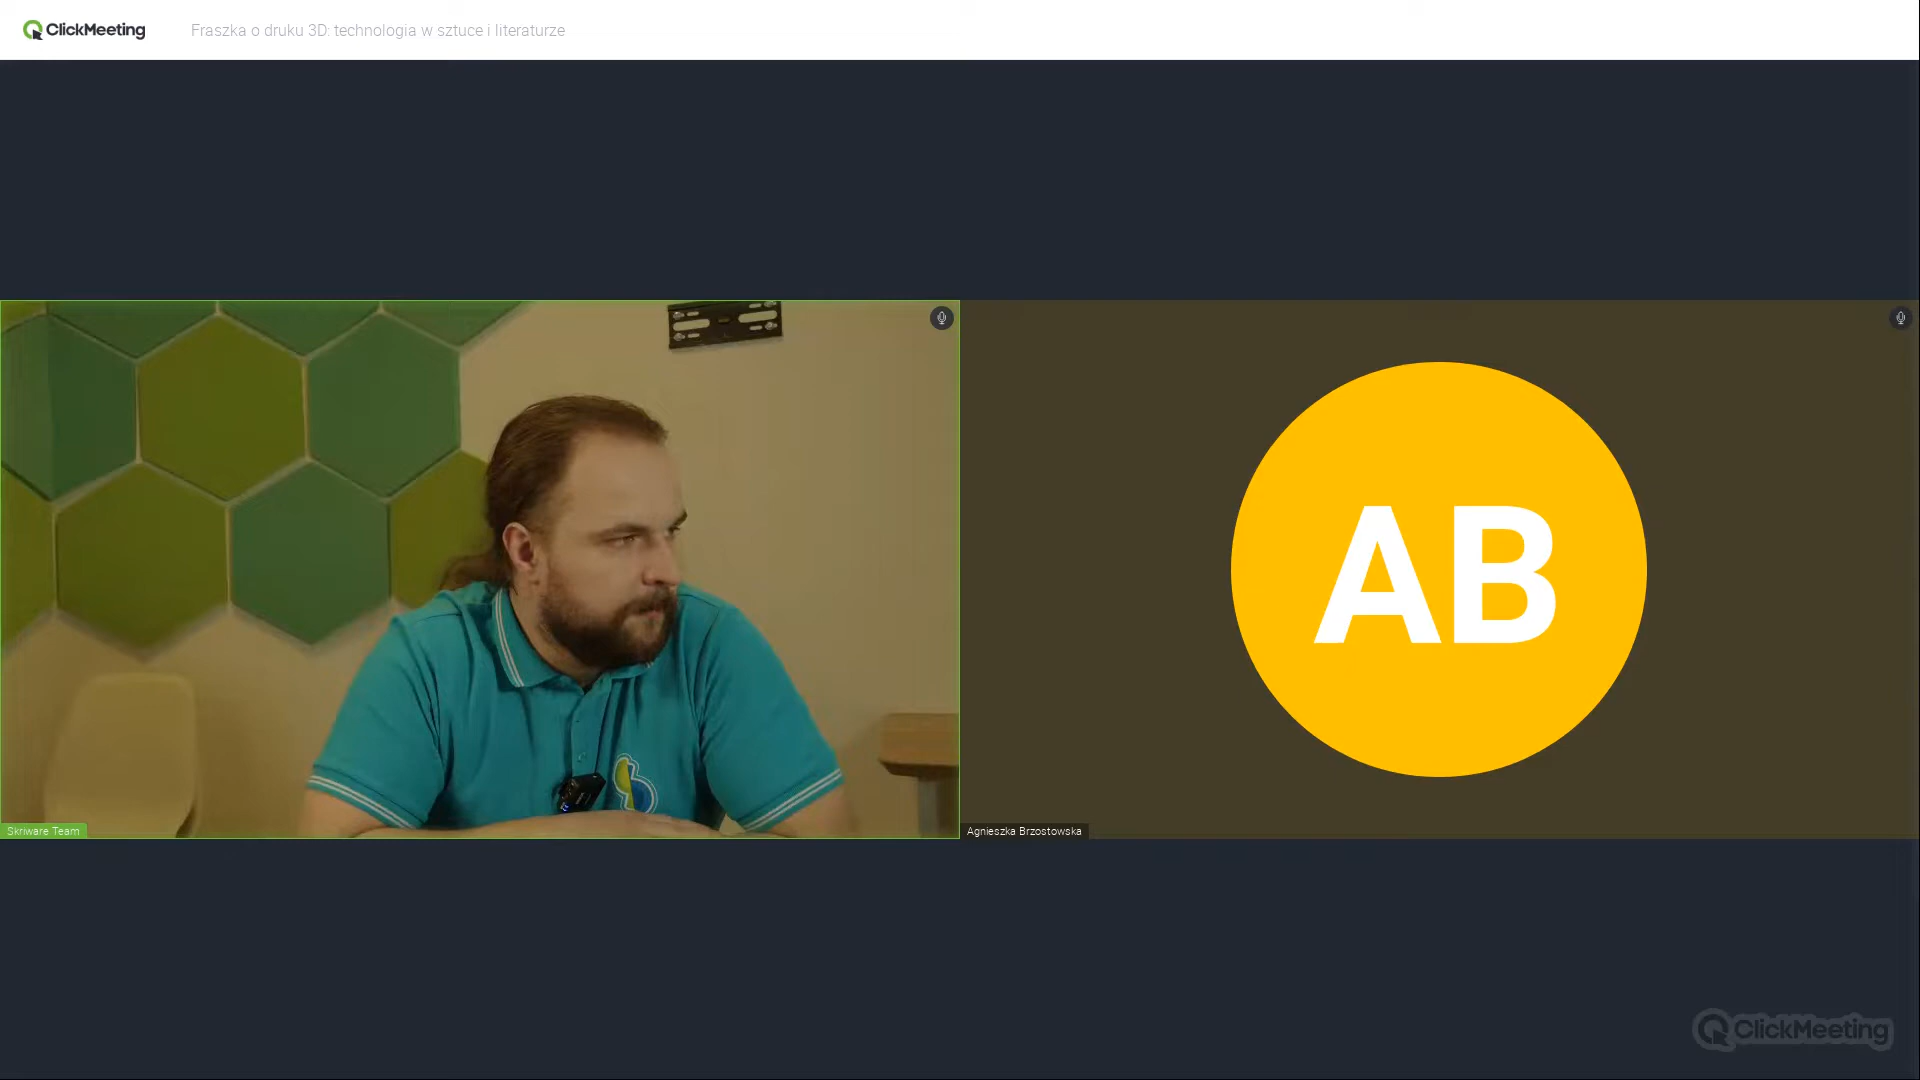 ClickMeeting
Fraszka o druku 3D: technologia w sztuce i literaturze
AB
Skriware Team
Agnieszka Brzostowska
ClickMeeting